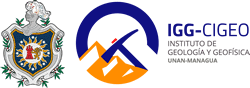 IGG-CIGEO
INSTITUTO DE
GEOLOGÍA Y GEOFÍSICA
UNAN-MANAGUA